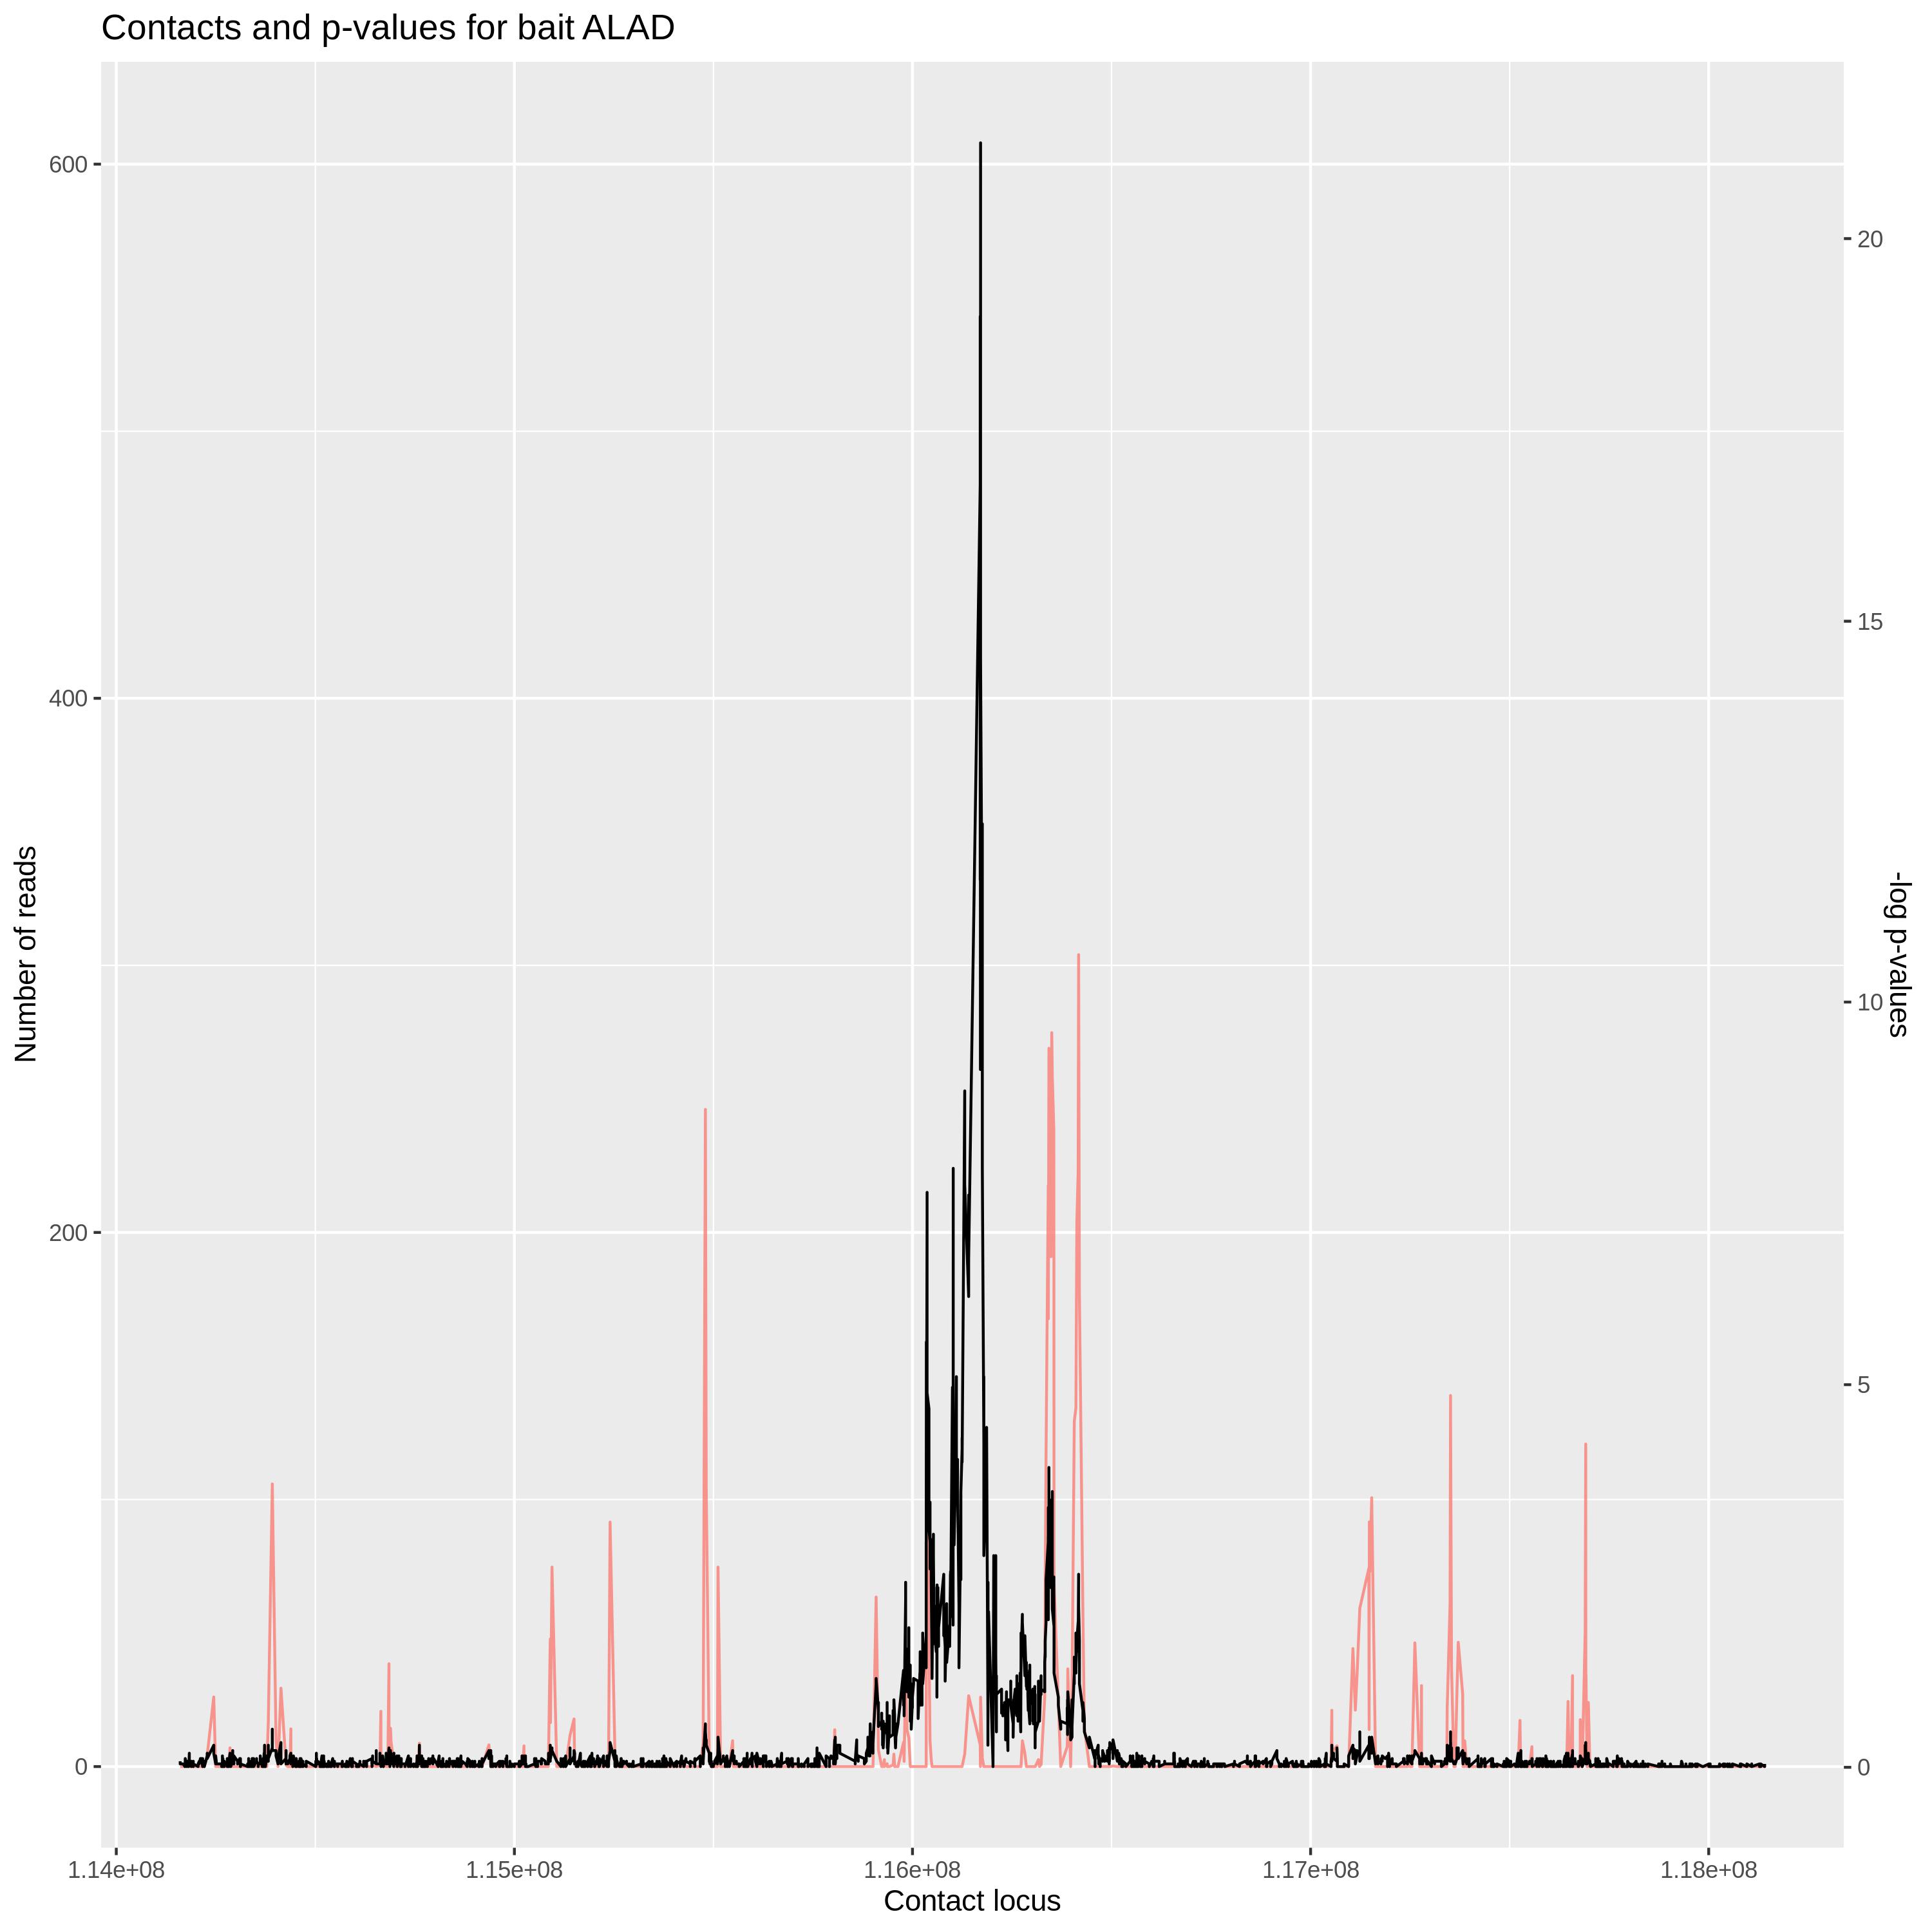 Contacts and p-values for bait ALAD
600
400
200
0
20
15
10
5
0
Number of reads
-log p-values
1.14e+08
1.15e+08
1.16e+08
1.17e+08
1.18e+08
Contact locus